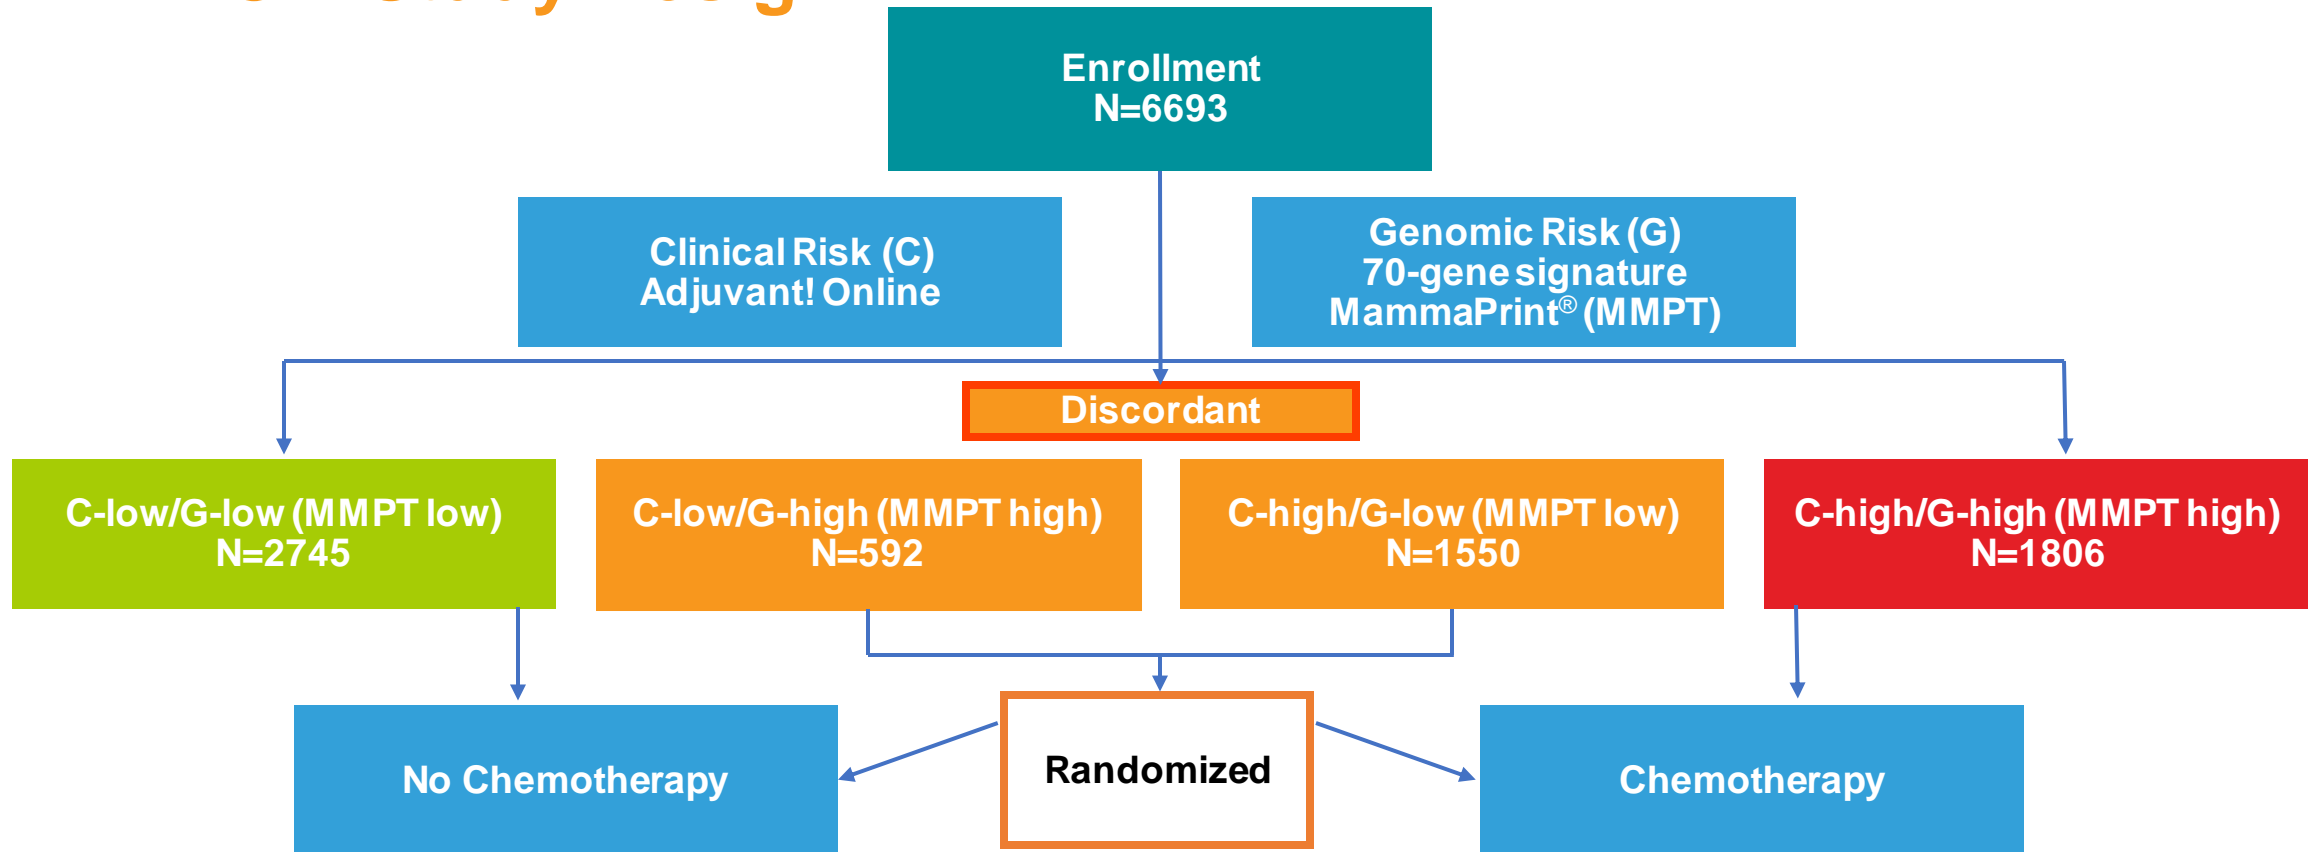 Enrollment
N=6693
Clinical Risk (C)
Adjuvant! Online
Genomic Risk (G)
70-gene signature
MammaPrint® (MMPT)
Discordant
C-low/G-low (MMPT low)
N=2745
C-low/G-high (MMPT high)
N=592
C-high/G-low (MMPT low)
N=1550
C-high/G-high (MMPT high)
N=1806
No Chemotherapy
Randomized
Chemotherapy